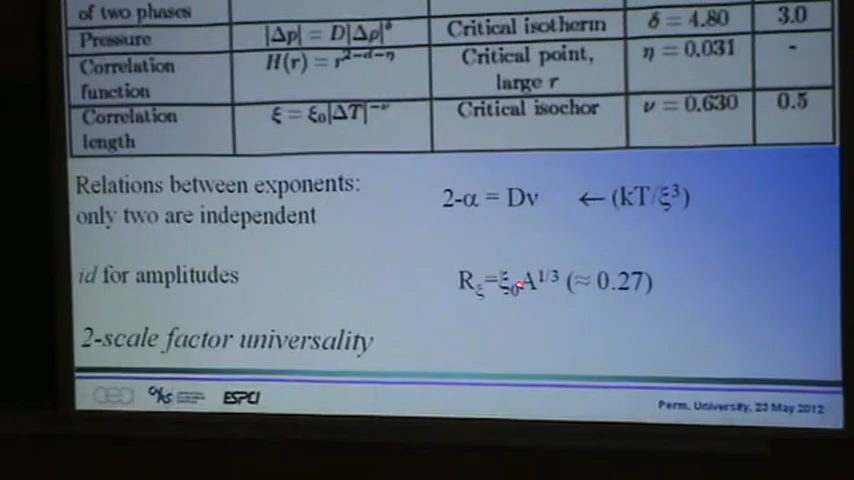 of two phases
Pressure |Δp| = D|Δρ|^δ Critical isotherm δ = 4.80 3.0
Correlation function H(r) = r^{2-d-η} Critical point, large r η = 0.031 -
Correlation length ξ = ξ₀|ΔT|^{-ν} Critical isochor ν = 0.630 0.5
Relations between exponents:
only two are independent
2-α = Dν ← (kT/ξ³)
id for amplitudes
R_ξ=ξ₀A^{1/3} (≈ 0.27)
2-scale factor universality
cea cnrs ESPCI
Perm, University, 23 May 2012